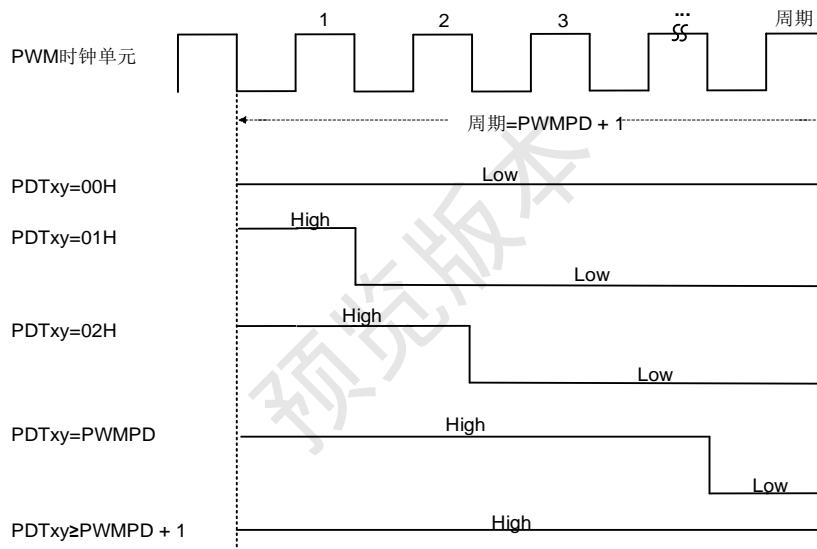 1 2 3 ... 周期
PWM时钟单元
周期=PWMPD + 1
PDTxy=00H Low
PDTxy=01H High Low
PDTxy=02H High Low
PDTxy=PWMPD High Low
PDTxy≥PWMPD + 1 High
预览版本